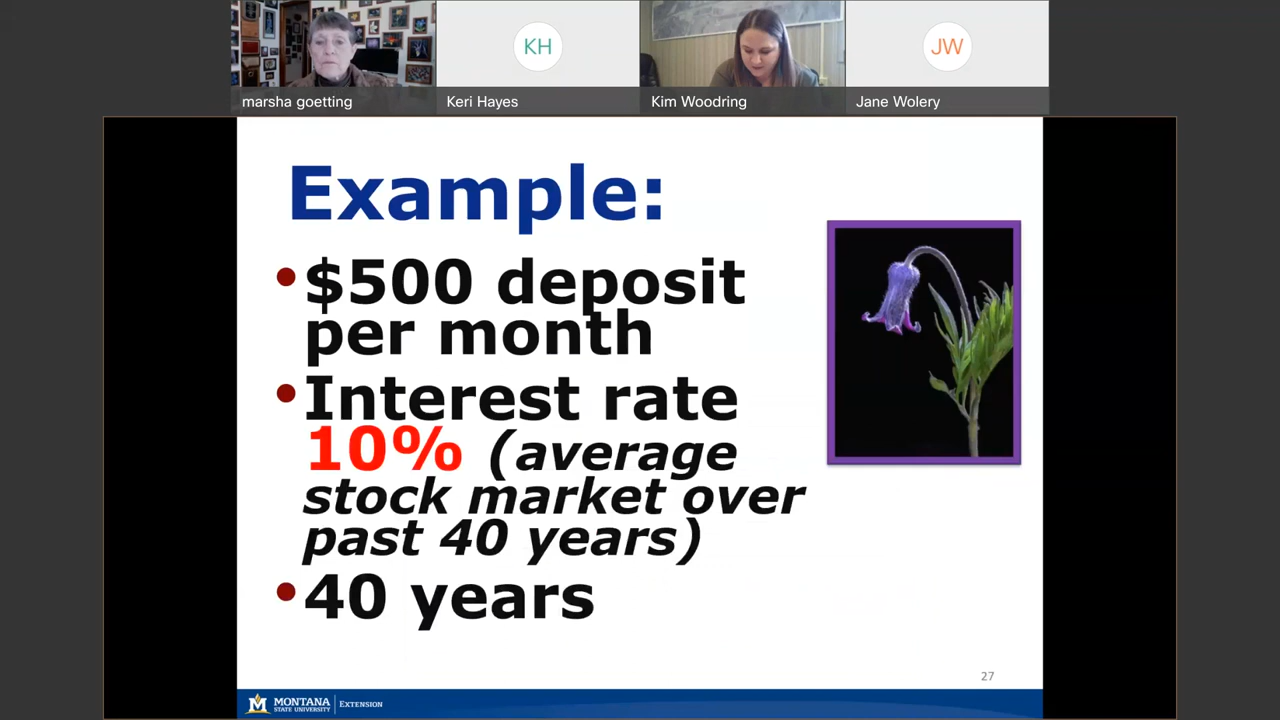 KH
JW
marsha goetting
Keri Hayes
Kim Woodring
Jane Wolery
Example:
•$500 deposit
per month
•Interest rate
10% (average
stock market over
past 40 years)
•40 years
27
MONTANA
STATE UNIVERSITY
EXTENSION